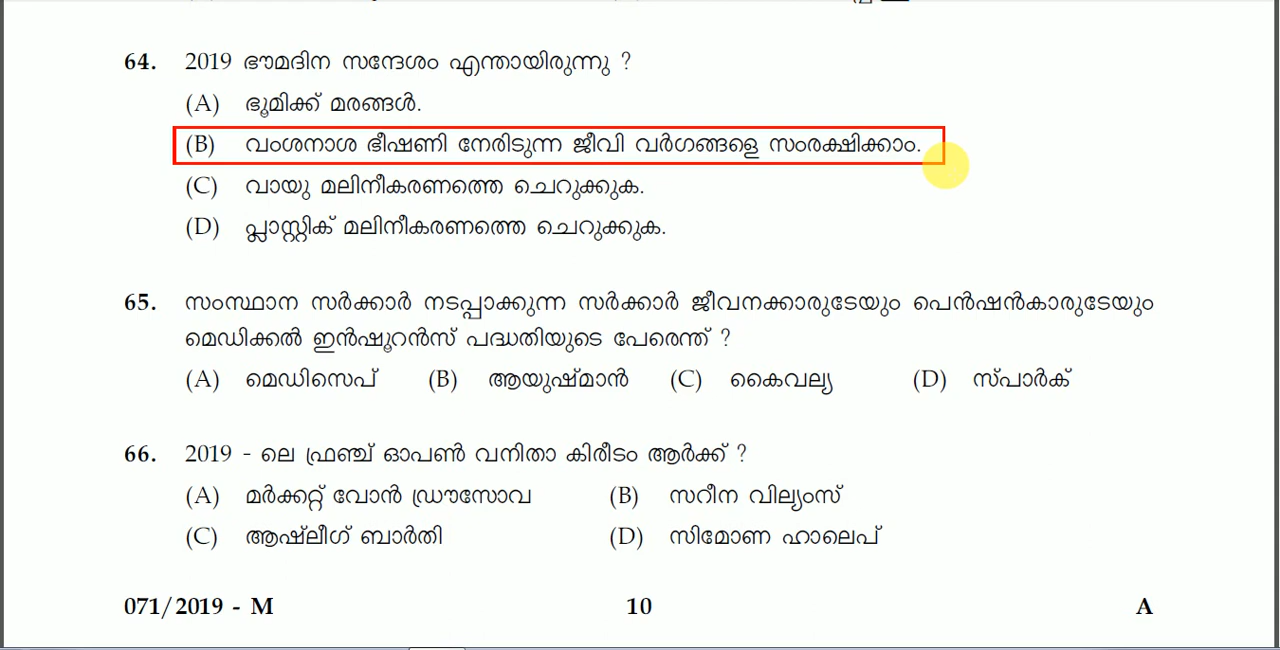 64. 2019 ഭൗമദിന സന്ദേശം എന്തായിരുന്നു ?
(A) ഭൂമിക്ക് മരങ്ങൾ.
(B) വംശനാശ ഭീഷണി നേരിടുന്ന ജീവി വർഗങ്ങളെ സംരക്ഷിക്കാം.
(C) വായു മലിനീകരണത്തെ ചെറുക്കുക.
(D) പ്ലാസ്റ്റിക് മലിനീകരണത്തെ ചെറുക്കുക.
65. സംസ്ഥാന സർക്കാർ നടപ്പാക്കുന്ന സർക്കാർ ജീവനക്കാരുടേയും പെൻഷൻകാരുടേയും
മെഡിക്കൽ ഇൻഷൂറൻസ് പദ്ധതിയുടെ പേരെന്ത് ?
(A) മെഡിസെപ് (B) ആയുഷ്മാൻ (C) കൈവല്യ (D) സ്പാർക്
66. 2019 - ലെ ഫ്രഞ്ച് ഓപൺ വനിതാ കിരീടം ആർക്ക് ?
(A) മർക്കറ്റ് വോൻ ഡ്രൗസോവ (B) സറീന വില്യംസ്
(C) ആഷ്ലീഗ് ബാർതി (D) സിമോണ ഹാലെപ്
071/2019 - M 10 A